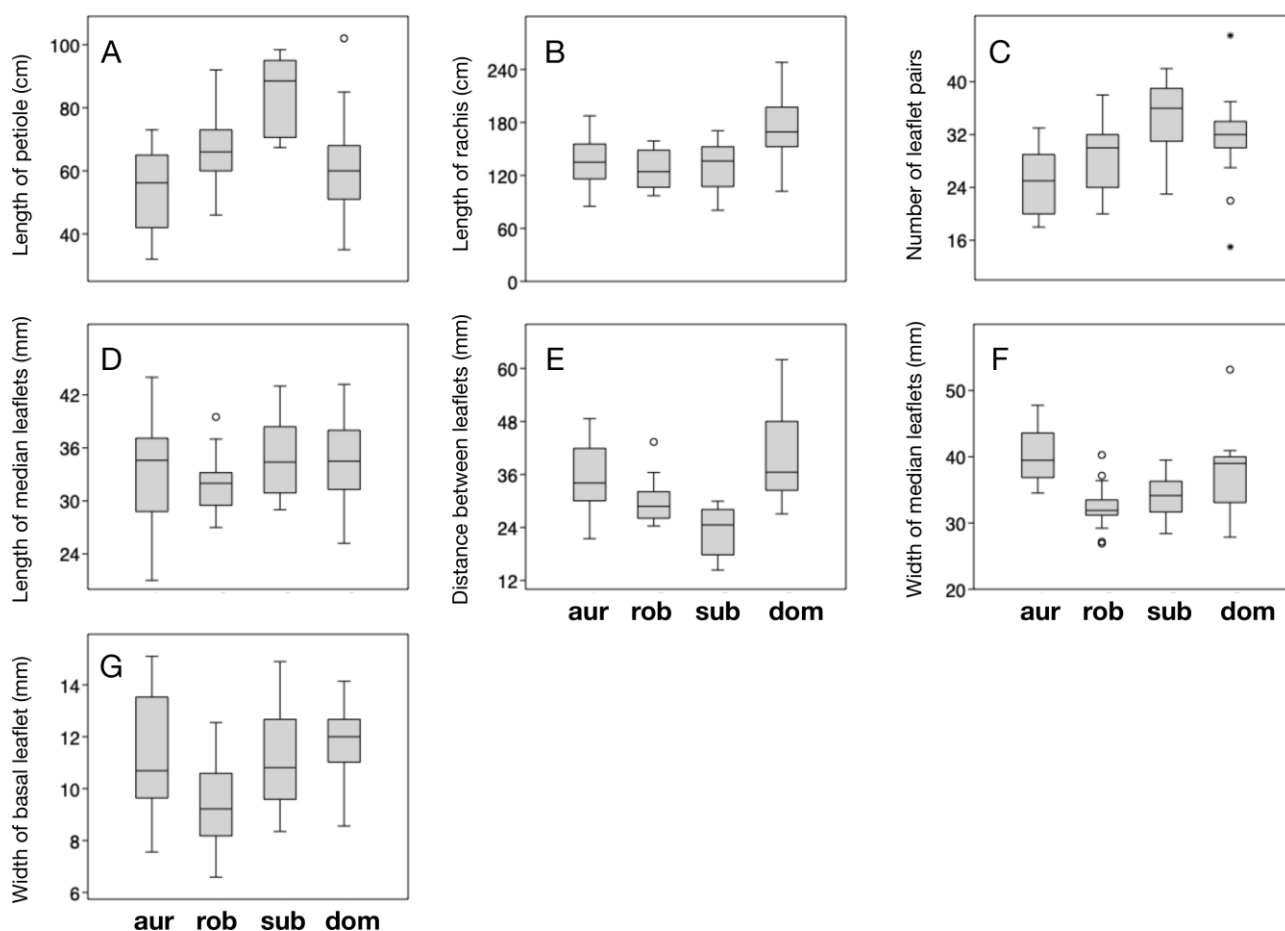 A
Length of petiole (cm)
100
80
60
40
B
Length of rachis (cm)
240
180
120
60
0
C
Number of leaflet pairs
40
32
24
16
D
Length of median leaflets (mm)
42
36
30
24
E
Distance between leaflets (mm)
60
48
36
24
12
aur rob sub dom
F
Width of median leaflets (mm)
50
40
30
20
aur rob sub dom
G
Width of basal leaflet (mm)
14
12
10
8
6
aur rob sub dom